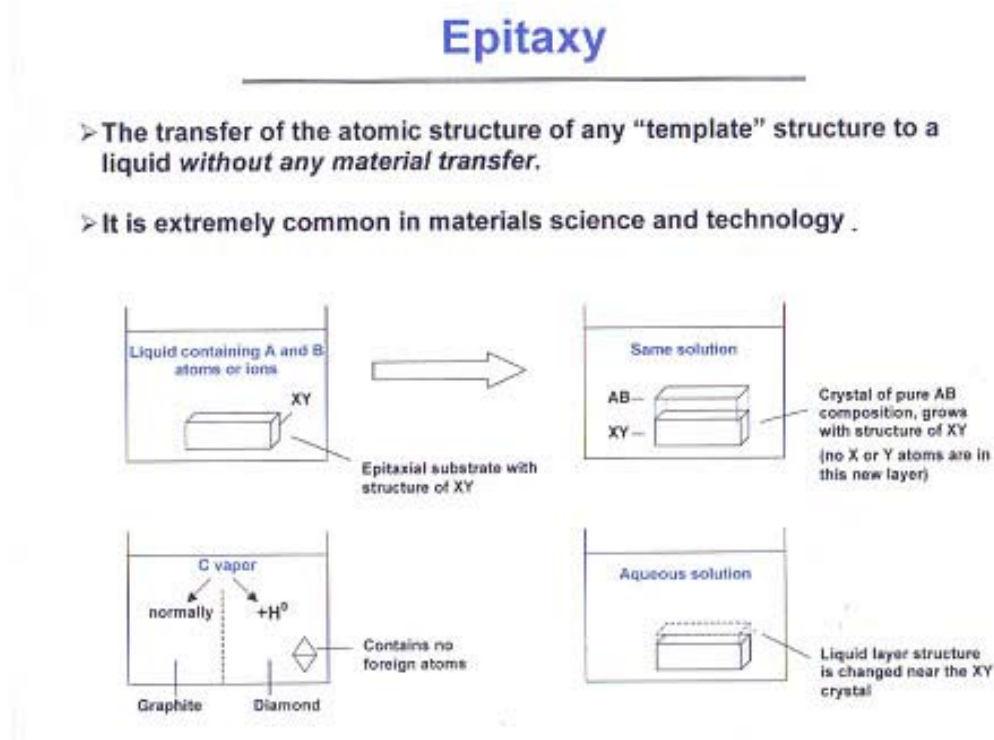 Epitaxy
➢ The transfer of the atomic structure of any “template” structure to a
liquid without any material transfer.
➢ It is extremely common in materials science and technology .
Liquid containing A and B
atoms or ions
XY
Epitaxial substrate with
structure of XY
Same solution
AB
XY
Crystal of pure AB
composition, grows
with structure of XY
(no X or Y atoms are in
this new layer)
C vapor
normally
+H⁰
Contains no
foreign atoms
Graphite
Diamond
Aqueous solution
Liquid layer structure
is changed near the XY
crystal